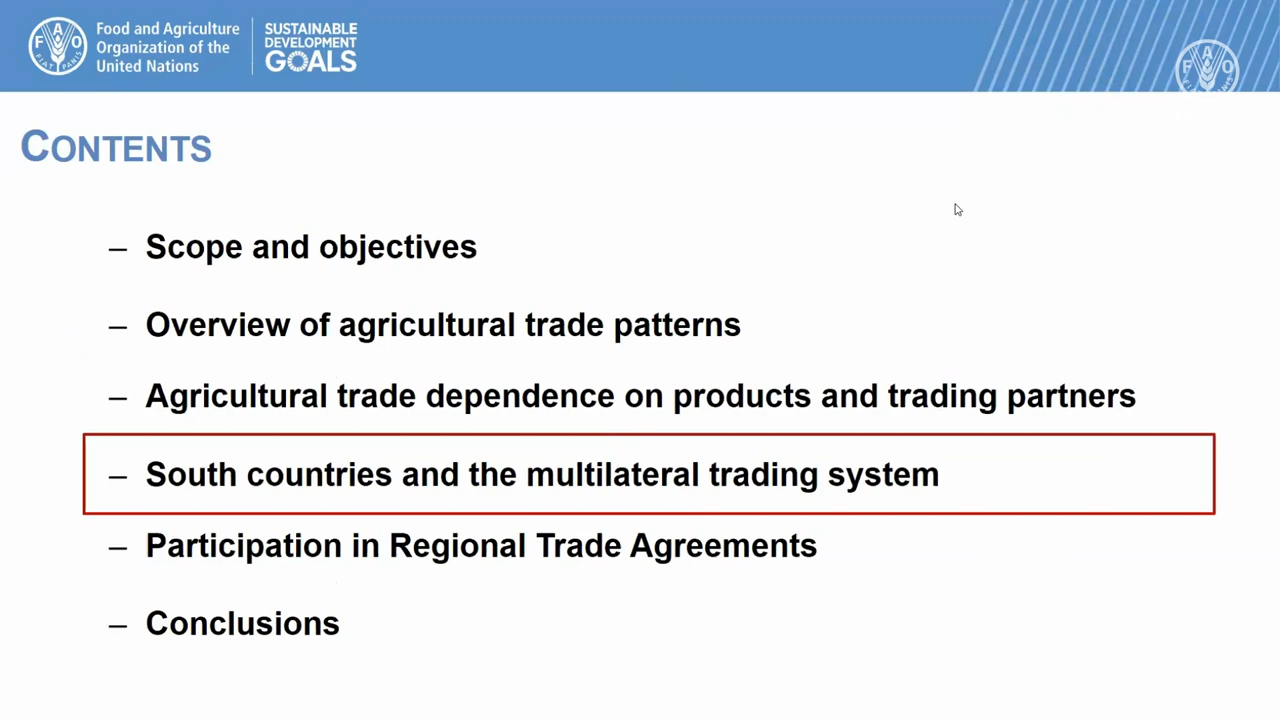 Food and Agriculture
Organization of the
United Nations
SUSTAINABLE
DEVELOPMENT
GOALS
F A O
FIAT PANIS
F A O
CONTENTS
– Scope and objectives
– Overview of agricultural trade patterns
– Agricultural trade dependence on products and trading partners
– South countries and the multilateral trading system
– Participation in Regional Trade Agreements
– Conclusions